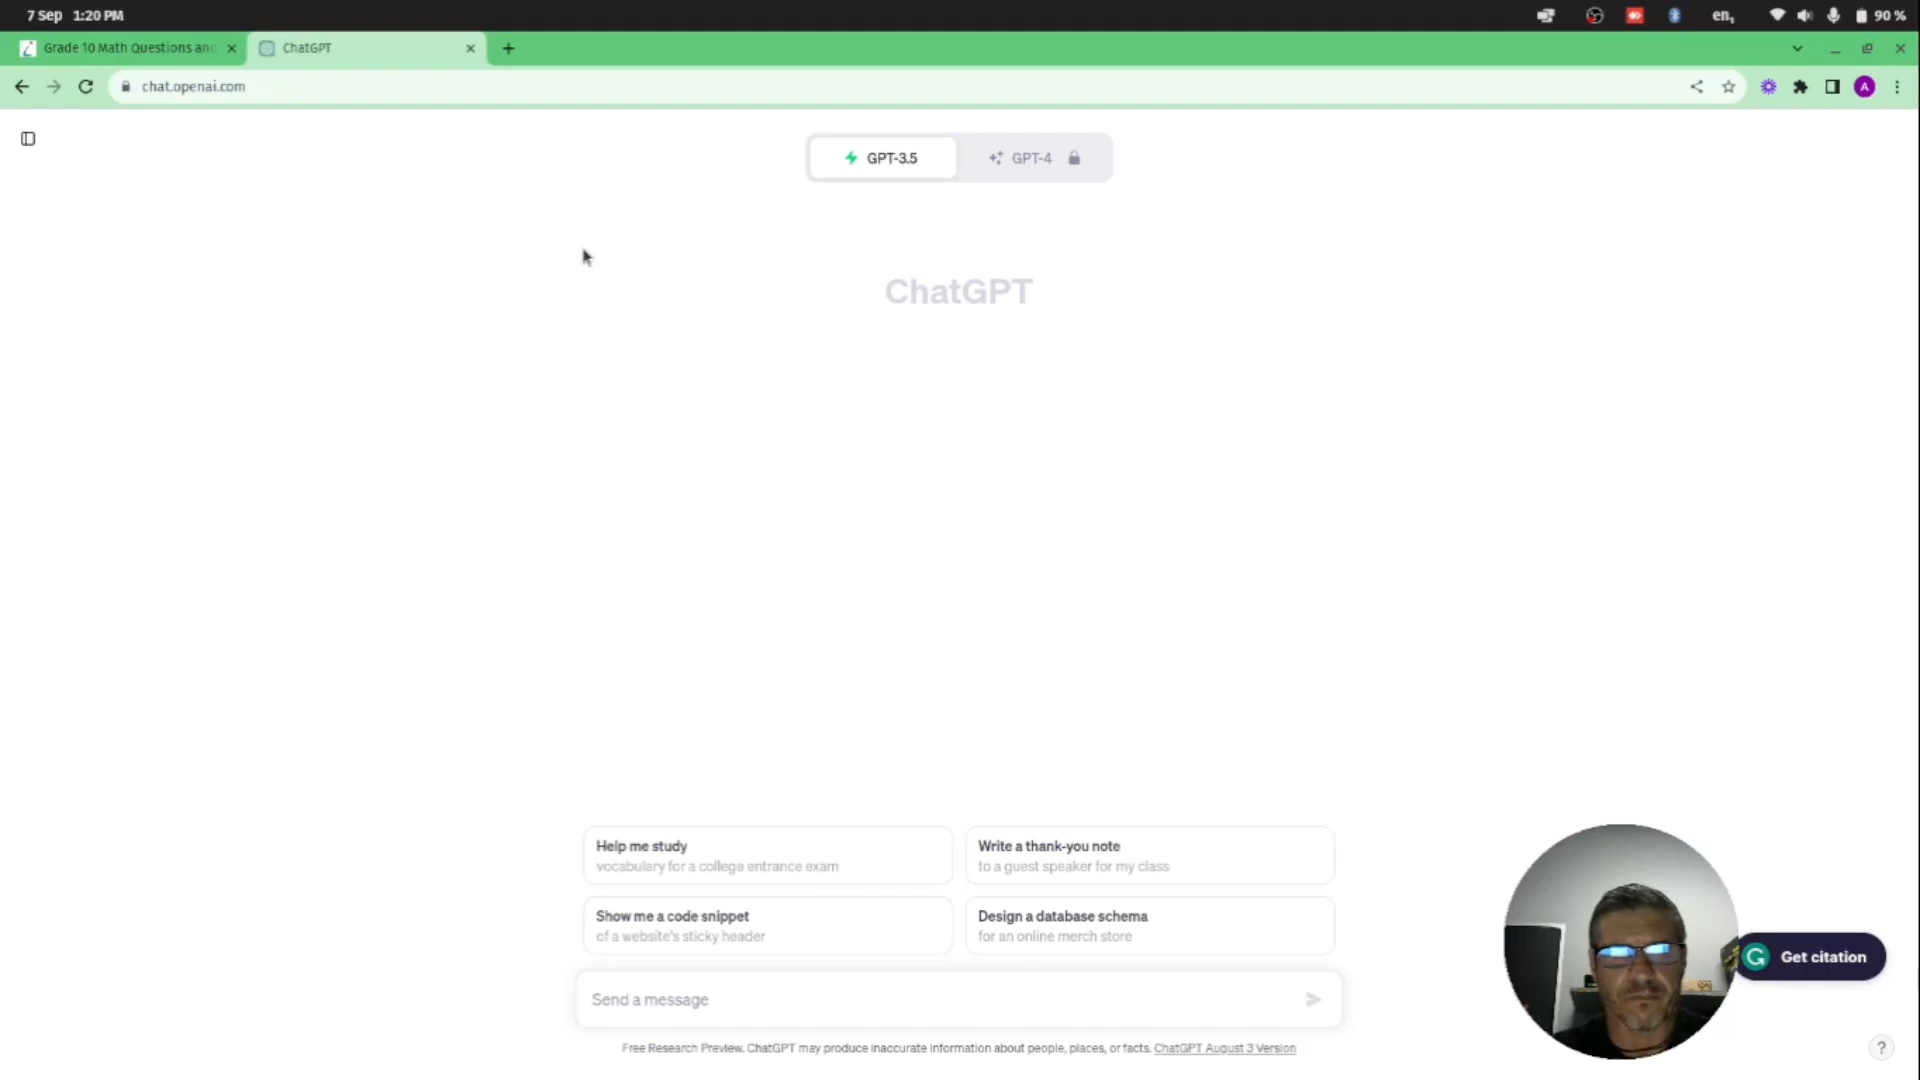 7 Sep 1:20 PM
en₁
90 %
Grade 10 Math Questions and
ChatGPT
chat.openai.com
A
GPT-3.5
GPT-4
ChatGPT
Help me study
vocabulary for a college entrance exam
Write a thank-you note
to a guest speaker for my class
Show me a code snippet
of a website's sticky header
Design a database schema
for an online merch store
Get citation
Send a message
Free Research Preview. ChatGPT may produce inaccurate information about people, places, or facts. ChatGPT August 3 Version
?